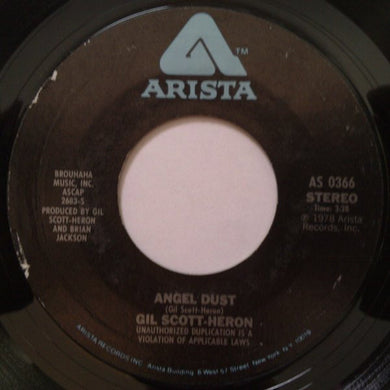 ™
ARISTA
BROUHAHA
MUSIC, INC.
ASCAP
2683-S
PRODUCED BY GIL
SCOTT-HERON
AND BRIAN
JACKSON
AS 0366
STEREO
Time: 3:28
℗ 1978 Arista
Records, Inc.
ANGEL DUST
(Gil Scott-Heron)
GIL SCOTT-HERON
UNAUTHORIZED DUPLICATION IS A
VIOLATION OF APPLICABLE LAWS.
ARISTA RECORDS INC. Arista Building 6 West 57 Street New York, N.Y. 10019